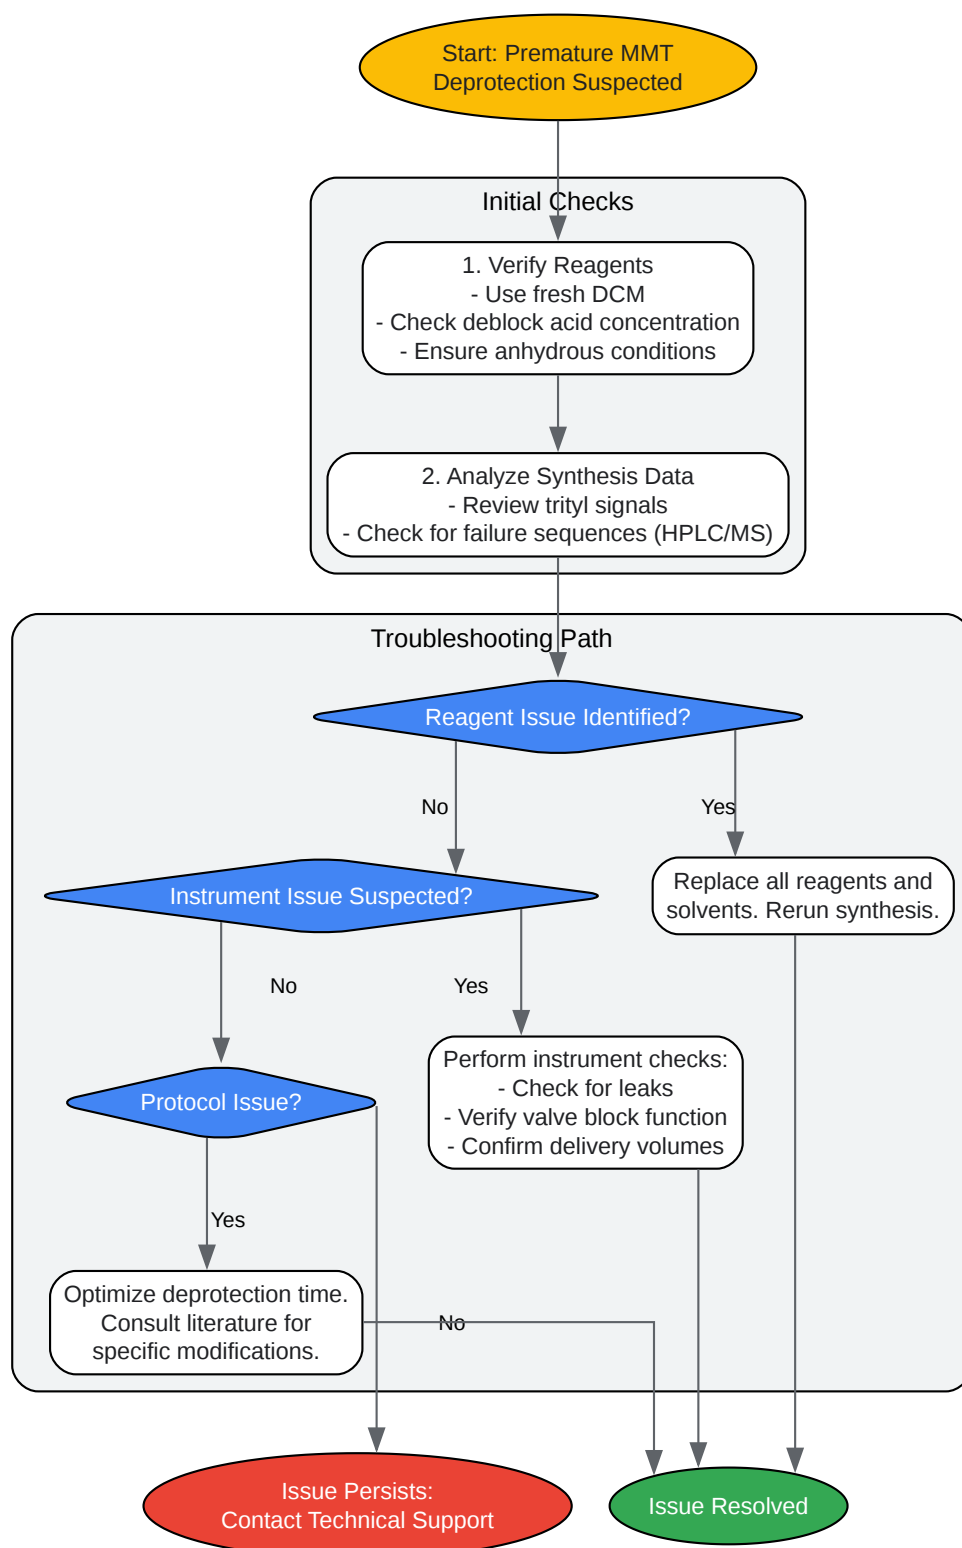 Start: Premature MMT
Deprotection Suspected
Initial Checks
1. Verify Reagents
- Use fresh DCM
- Check deblock acid concentration
- Ensure anhydrous conditions
2. Analyze Synthesis Data
- Review trityl signals
- Check for failure sequences (HPLC/MS)
Troubleshooting Path
Reagent Issue Identified?
No
Yes
Instrument Issue Suspected?
Replace all reagents and
solvents. Rerun synthesis.
No
Yes
Perform instrument checks:
- Check for leaks
- Verify valve block function
- Confirm delivery volumes
Protocol Issue?
Yes
Optimize deprotection time.
Consult literature for
specific modifications.
No
Issue Persists:
Contact Technical Support
Issue Resolved